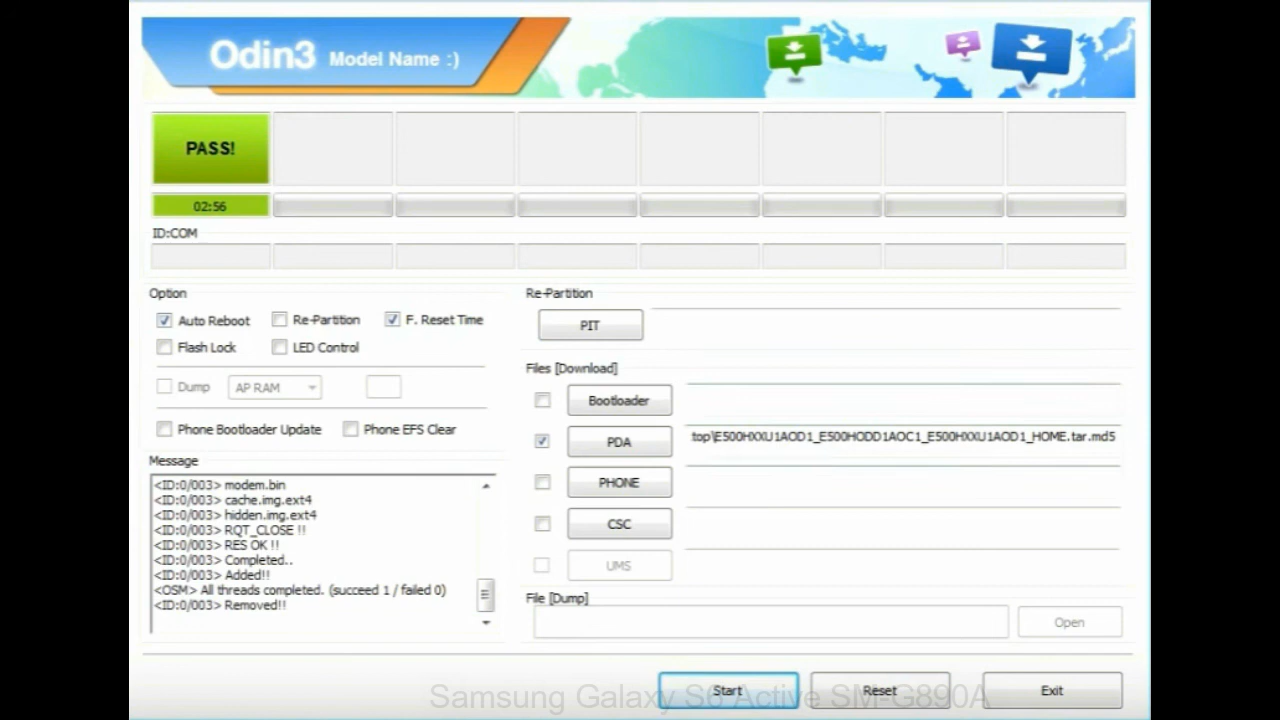 Odin3 Model Name :)
PASS!
02:56
ID:COM
Option
Auto Reboot Re-Partition F. Reset Time
Flash Lock LED Control
Dump AP RAM
Phone Bootloader Update Phone EFS Clear
Message
<ID:0/003> modem.bin
<ID:0/003> cache.img.ext4
<ID:0/003> hidden.img.ext4
<ID:0/003> RQT_CLOSE !!
<ID:0/003> RES OK !!
<ID:0/003> Completed..
<ID:0/003> Added!!
<OSM> All threads completed. (succeed 1 / failed 0)
<ID:0/003> Removed!!
Re-Partition
PIT
Files [Download]
Bootloader
PDA top\E500HXXU1AOD1_E500HODD1AOC1_E500HXXU1AOD1_HOME.tar.md5
PHONE
CSC
UMS
File [Dump]
Open
Start Reset Exit
Samsung Galaxy S6 Active SM-G890A